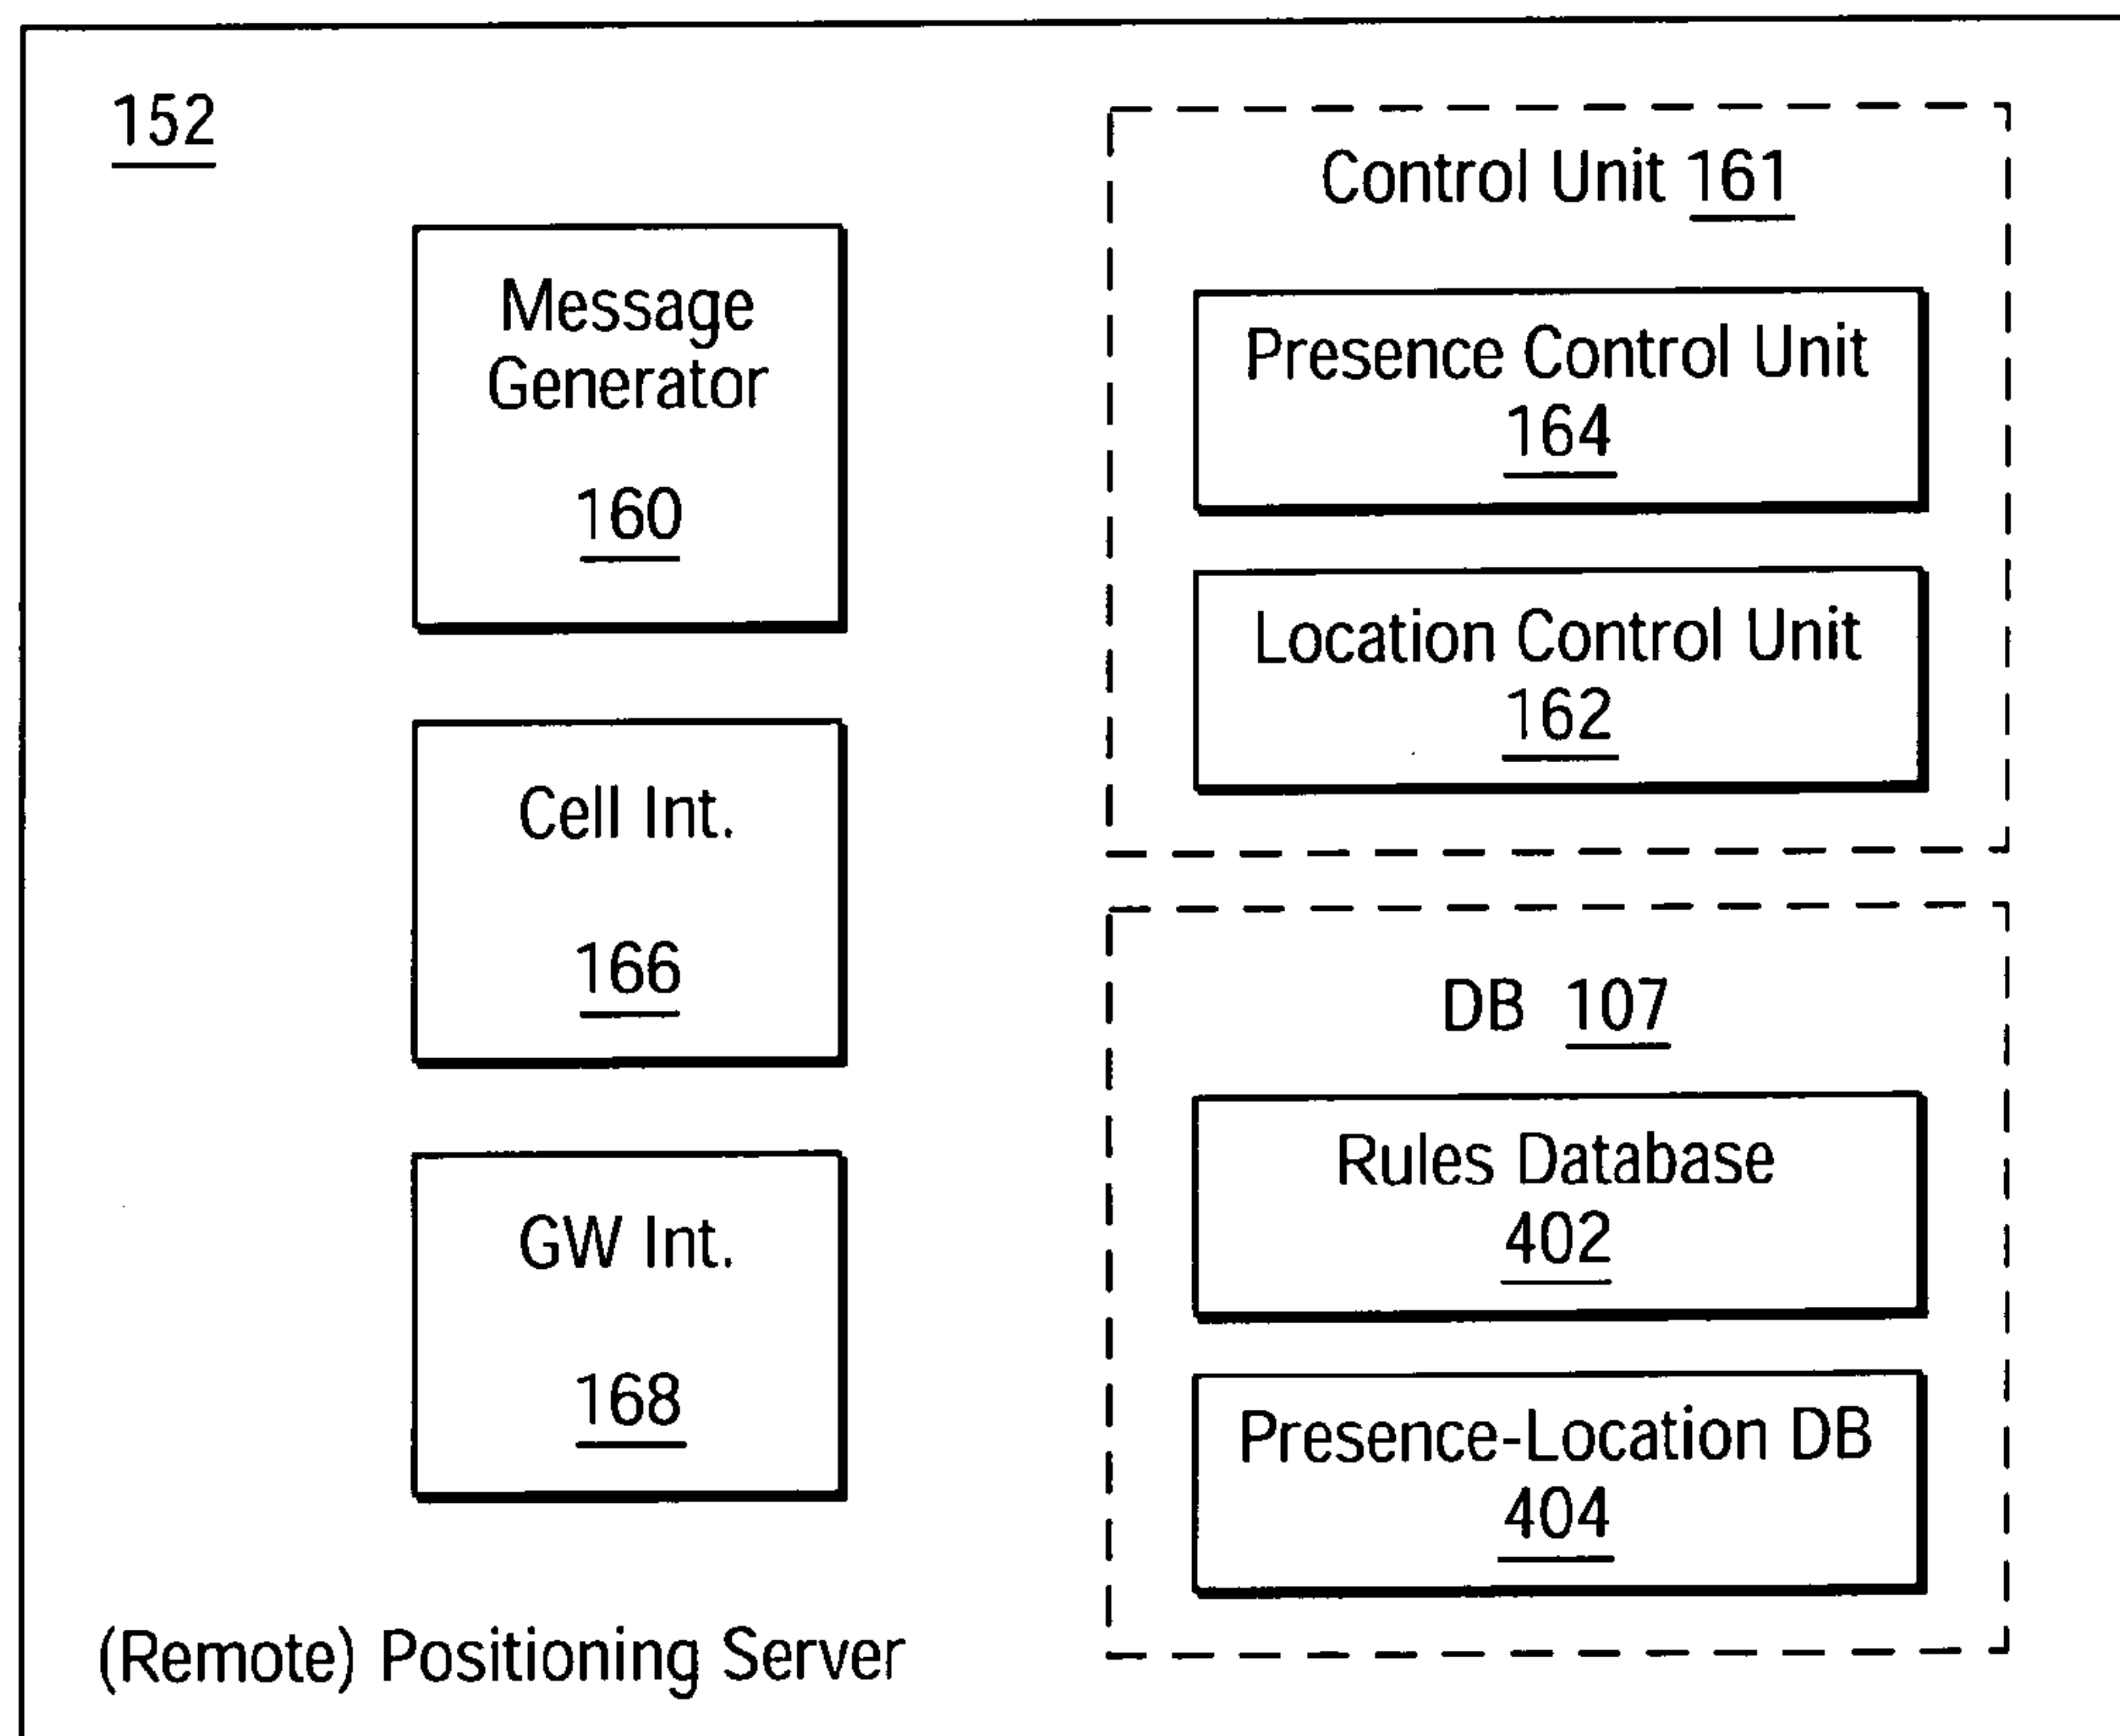 152
Message
Generator
160
Cell Int.
166
GW Int.
168
(Remote) Positioning Server
Control Unit 161
Presence Control Unit
164
Location Control Unit
162
DB 107
Rules Database
402
Presence-Location DB
404